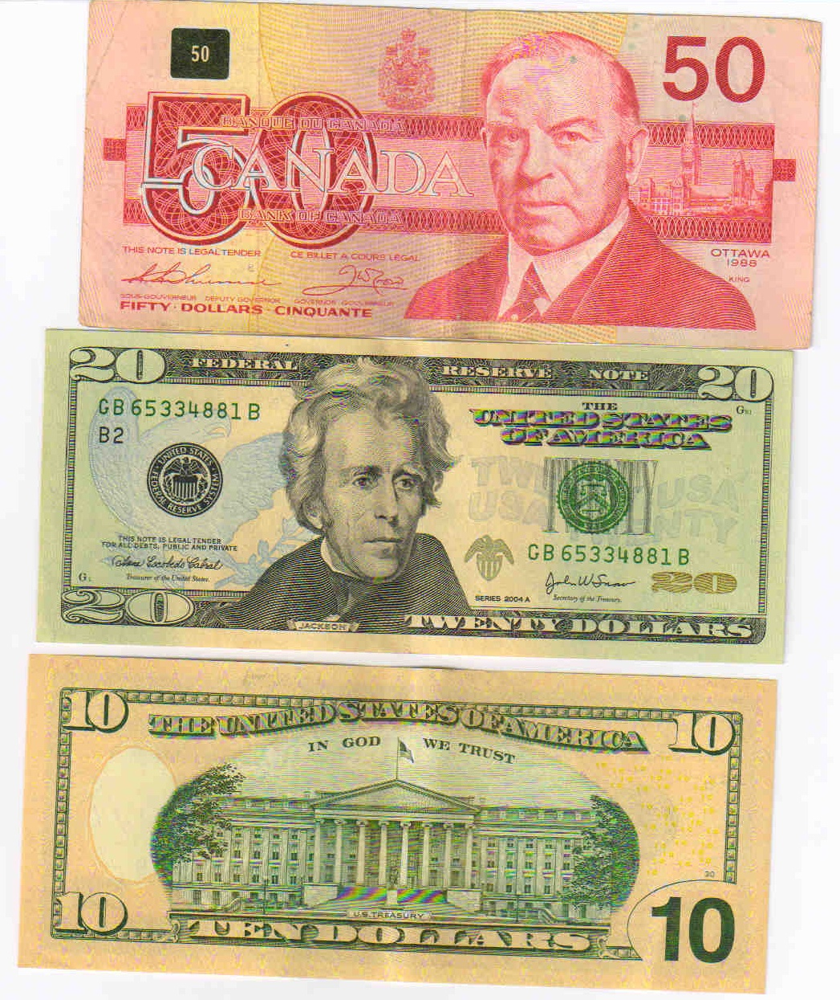 50
50
BANQUE DU CANADA
50
CANADA
BANK OF CANADA
THIS NOTE IS LEGAL TENDER CE BILLET A COURS LÉGAL
OTTAWA
1988
KING
SOUS-GOUVERNEUR DEPUTY GOVERNOR GOVERNOR GOUVERNEUR
FIFTY · DOLLARS · CINQUANTE
20 FEDERAL RESERVE NOTE 20
GB 65334881 B
B2
THE
UNITED STATES
OF AMERICA
UNITED STATES
FEDERAL RESERVE SYSTEM
TWENTY USA
USA TWENTY
THIS NOTE IS LEGAL TENDER
FOR ALL DEBTS, PUBLIC AND PRIVATE
GB 65334881 B
Treasurer of the United States.
SERIES 2004 A
Secretary of the Treasury.
20
20
JACKSON
TWENTY DOLLARS
10 THE UNITED STATES OF AMERICA 10
IN GOD WE TRUST
U.S. TREASURY
10 TEN DOLLARS 10